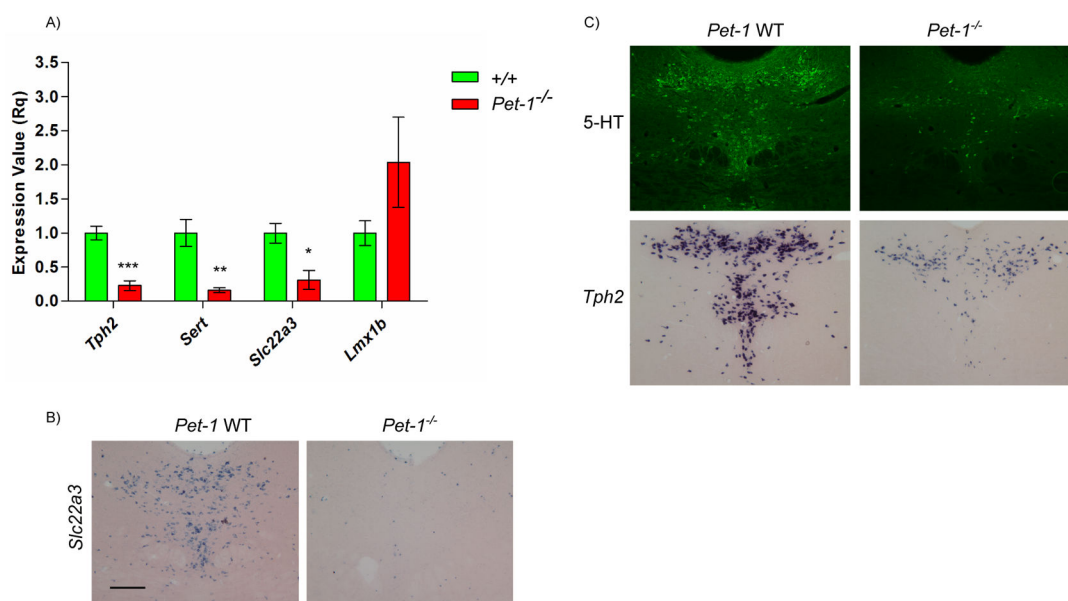 A)
Expression Value (Rq)
3.5
3.0
2.5
2.0
1.5
1.0
0.5
0.0
***
**
*
Tph2
Sert
Slc22a3
Lmx1b
+/+
Pet-1-/-
B)
Pet-1 WT
Pet-1-/-
Slc22a3
C)
Pet-1 WT
Pet-1-/-
5-HT
Tph2